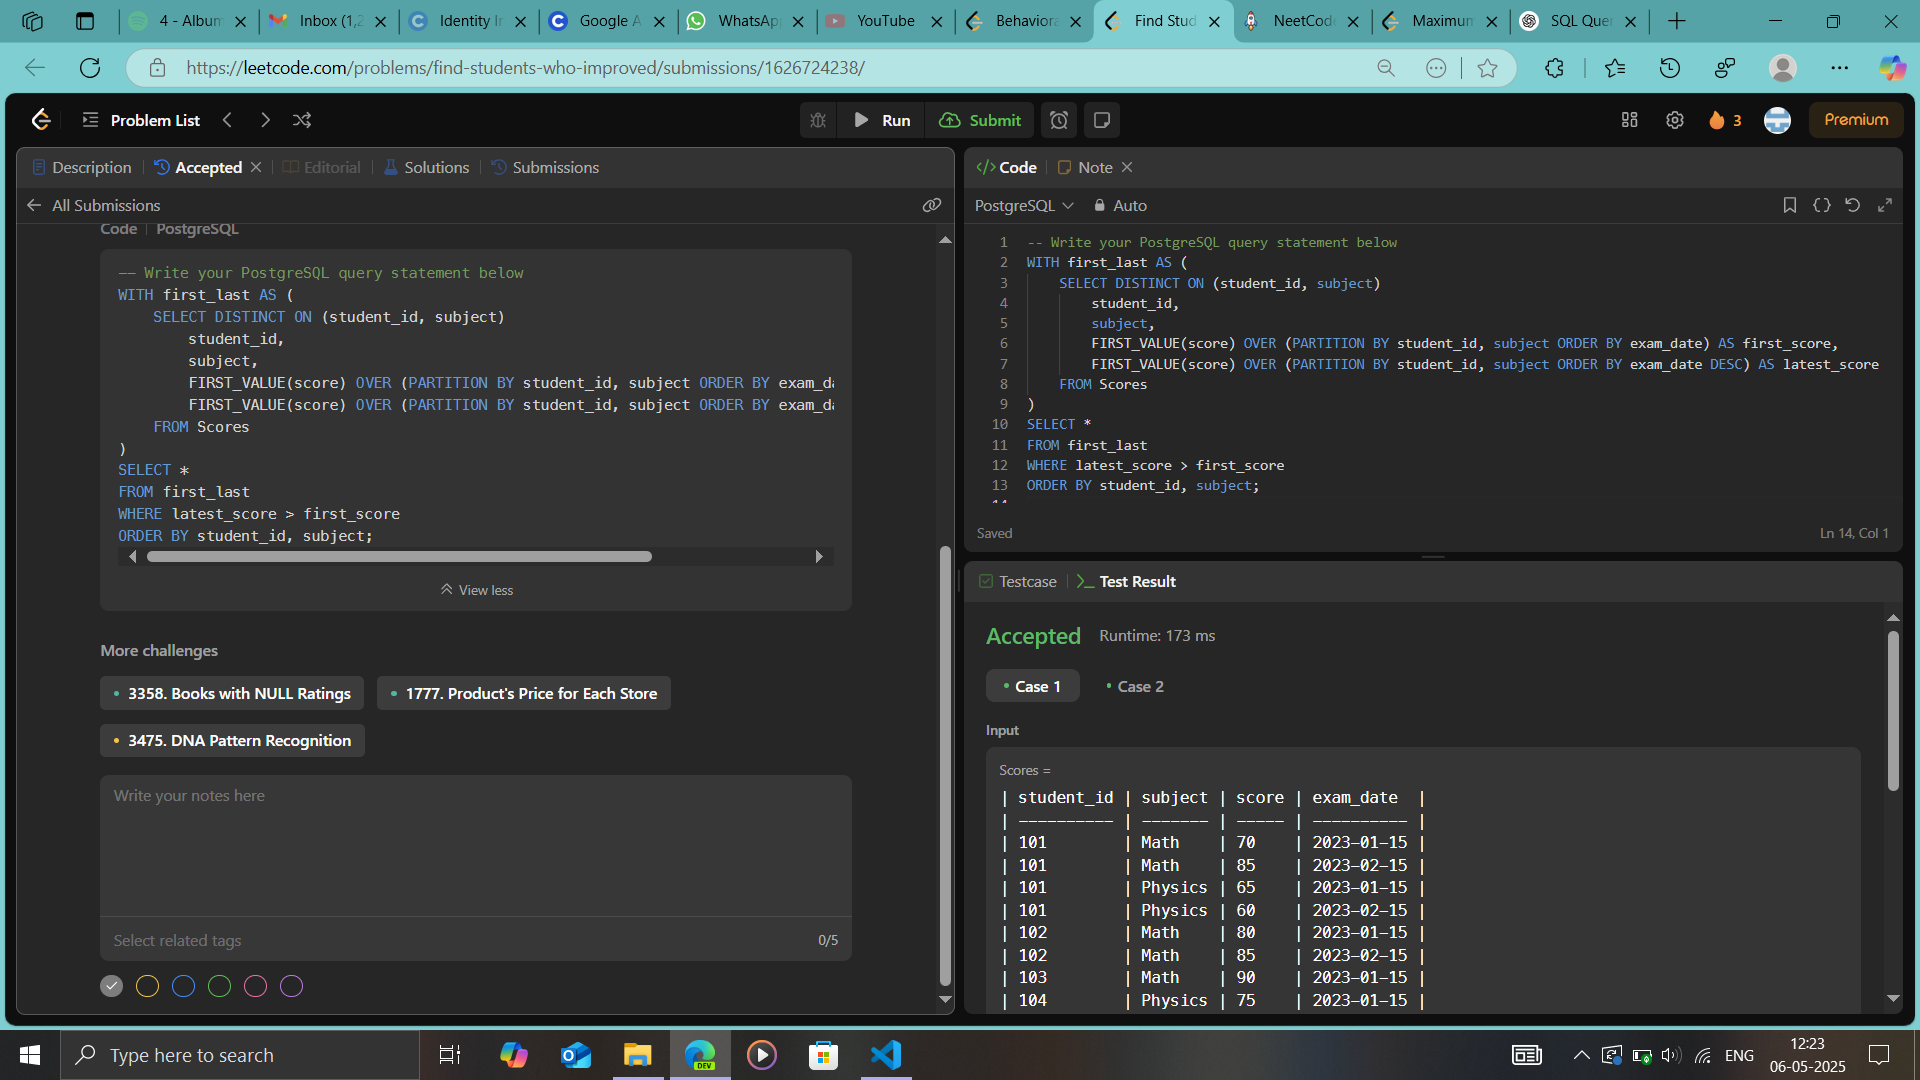 4 - Album
Inbox (1,2
Identity In
Google A
WhatsApp
YouTube
Behaviora
Find Stud
NeetCode
Maximum
SQL Quer
https://leetcode.com/problems/find-students-who-improved/submissions/1626724238/
Problem List
Run
Submit
3
Premium
Description
Accepted
Editorial
Solutions
Submissions
All Submissions
Code
PostgreSQL
-- Write your PostgreSQL query statement below
WITH first_last AS (
SELECT DISTINCT ON (student_id, subject)
student_id,
subject,
FIRST_VALUE(score) OVER (PARTITION BY student_id, subject ORDER BY exam_da
FIRST_VALUE(score) OVER (PARTITION BY student_id, subject ORDER BY exam_da
FROM Scores
)
SELECT *
FROM first_last
WHERE latest_score > first_score
ORDER BY student_id, subject;
View less
More challenges
3358. Books with NULL Ratings
1777. Product's Price for Each Store
3475. DNA Pattern Recognition
Write your notes here
Select related tags
0/5
</> Code
Note
PostgreSQL
Auto
1 -- Write your PostgreSQL query statement below
2 WITH first_last AS (
3 SELECT DISTINCT ON (student_id, subject)
4 student_id,
5 subject,
6 FIRST_VALUE(score) OVER (PARTITION BY student_id, subject ORDER BY exam_date) AS first_score,
7 FIRST_VALUE(score) OVER (PARTITION BY student_id, subject ORDER BY exam_date DESC) AS latest_score
8 FROM Scores
9 )
10 SELECT *
11 FROM first_last
12 WHERE latest_score > first_score
13 ORDER BY student_id, subject;
14
Saved
Ln 14, Col 1
Testcase
Test Result
Accepted Runtime: 173 ms
Case 1
Case 2
Input
Scores =
| student_id | subject | score | exam_date |
| ---------- | ------- | ----- | ---------- |
| 101 | Math | 70 | 2023-01-15 |
| 101 | Math | 85 | 2023-02-15 |
| 101 | Physics | 65 | 2023-01-15 |
| 101 | Physics | 60 | 2023-02-15 |
| 102 | Math | 80 | 2023-01-15 |
| 102 | Math | 85 | 2023-02-15 |
| 103 | Math | 90 | 2023-01-15 |
| 104 | Physics | 75 | 2023-01-15 |
Type here to search
DEV
ENG
12:23
06-05-2025